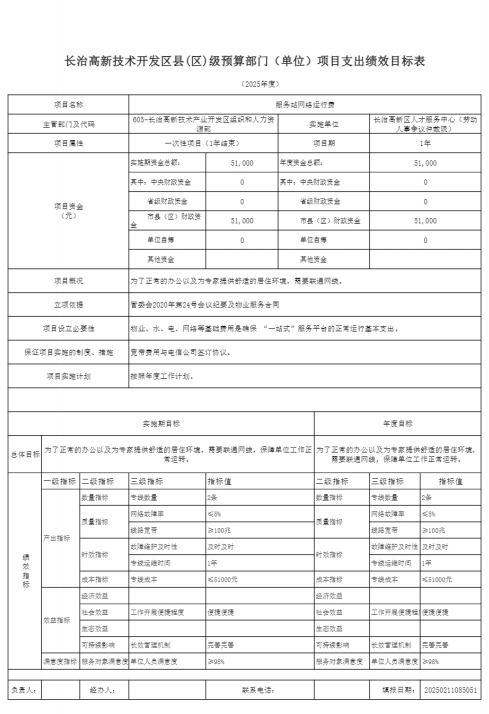 长治高新技术开发区县(区)级预算部门（单位）项目支出绩效目标表
（2025年度）
项目名称 服务站网络运行费
主管部门及代码 603-长治高新技术产业开发区组织和人力资源部 实施单位 长治高新区人才服务中心（劳动人事争议仲裁院）
项目属性 一次性项目（1年结束） 项目期 1年
项目资金（元） 实施期资金总额： 51,000 年度资金总额： 51,000
其中：中央财政资金 0 其中：中央财政资金 0
省级财政资金 0 省级财政资金 0
市县（区）财政资金 51,000 市县（区）财政资金 51,000
单位自筹 0 单位自筹 0
其他资金 其他资金
项目概况 为了正常的办公以及为专家提供舒适的居住环境，需要联通网线。
立项依据 管委会2020年第24号会议纪要及物业服务合同
项目设立必要性 物业、水、电、网络等基础费用是确保 “一站式”服务平台的正常运行基本支出。
保证项目实施的制度、措施 宽带费用与电信公司签订协议。
项目实施计划 按照年度工作计划。
实施期目标 年度目标
总体目标 为了正常的办公以及为专家提供舒适的居住环境，需要联通网线，保障单位工作正常运转。 为了正常的办公以及为专家提供舒适的居住环境，需要联通网线，保障单位工作正常运转。
绩效指标 一级指标 二级指标 三级指标 指标值 二级指标 三级指标 指标值
产出指标 数量指标 专线数量 2条 数量指标 专线数量 2条
质量指标 网络故障率 ≤5% 质量指标 网络故障率 ≤5%
线路宽带 ≥100兆 线路宽带 ≥100兆
时效指标 故障维护及时性 及时及时 时效指标 故障维护及时性 及时及时
专线运维时间 1年 专线运维时间 1年
成本指标 专线成本 ≤51000元 成本指标 专线成本 ≤51000元
效益指标 经济效益 经济效益
社会效益 工作开展便捷程度 便捷便捷 社会效益 工作开展便捷程 便捷便捷
生态效益 生态效益
可持续影响 长效管理机制 完善完善 可持续影响 长效管理机制 完善完善
满意度指标 服务对象满意度 单位人员满意度 ≥98% 服务对象满意度 单位人员满意度 ≥98%
负责人： 经办人： 联系电话： 填报日期： 20250211085051